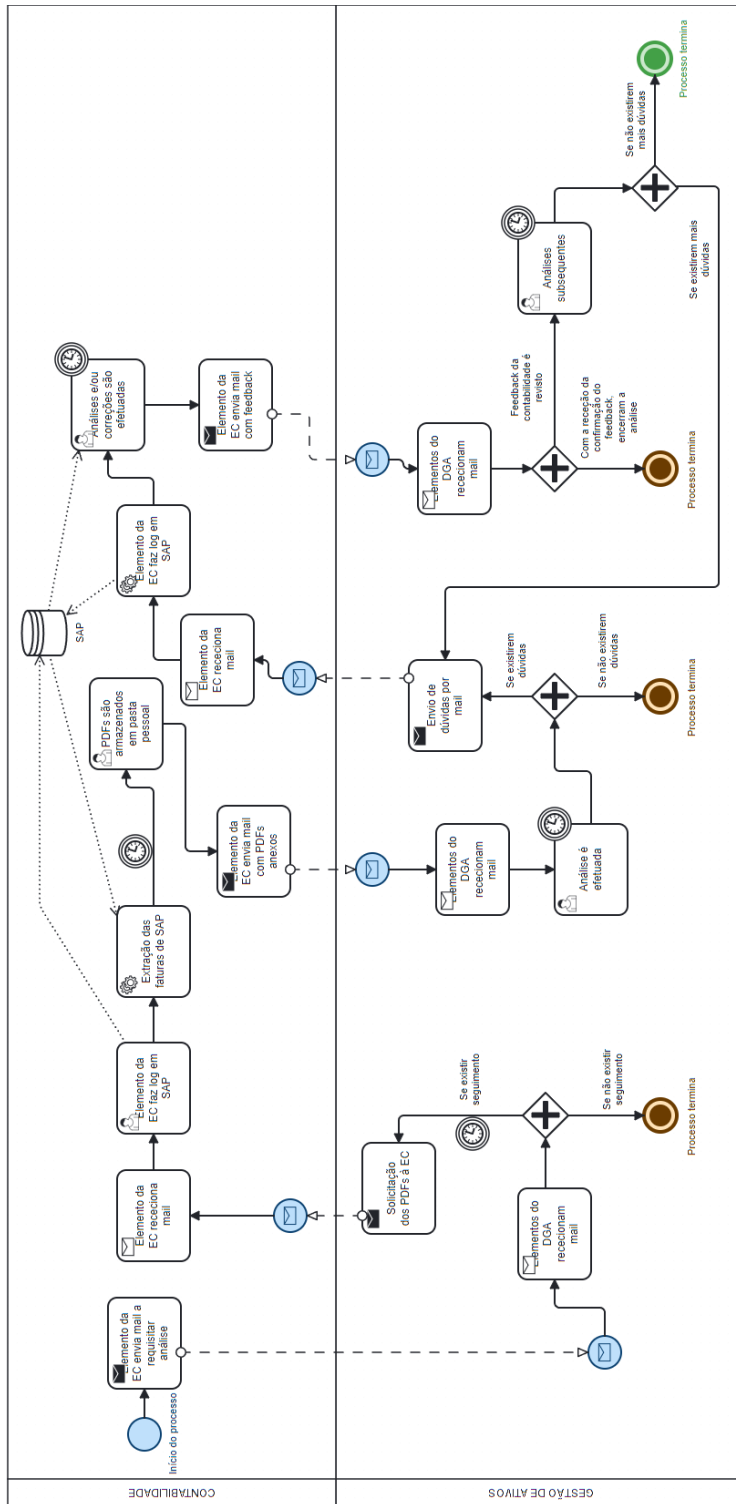 CONTABILIDADE
Início do processo
Elemento da
EC envia mail a
requisitar
análise
Elemento da
EC receciona
mail
Elemento da
EC faz log em
SAP
Extração das
faturas de SAP
PDFs são
armazenados
em pasta
pessoal
Elemento da
EC envia mail
com PDFs
anexos
SAP
Elemento da
EC receciona
mail
Elemento da
EC faz log em
SAP
Análises e/ou
correções são
efetuadas
Elemento da
EC envia mail
com feedback
GESTÃO DE ATIVOS
Elementos do
DGA
rececionam
mail
Se existir
seguimento
Solicitação
dos PDFs à EC
Se não existir
seguimento
Processo termina
Elementos do
DGA
rececionam
mail
Análise é
efetuada
Se existirem
dúvidas
Envio de
dúvidas por
mail
Se não existirem
dúvidas
Processo termina
Elementos do
DGA
rececionam
mail
Feedback da
contabilidade é
revisto
Com a receção da
confirmação do
feedback,
encerram a
análise
Processo termina
Análises
subsequentes
Se existirem mais
dúvidas
Se não existirem
mais dúvidas
Processo termina